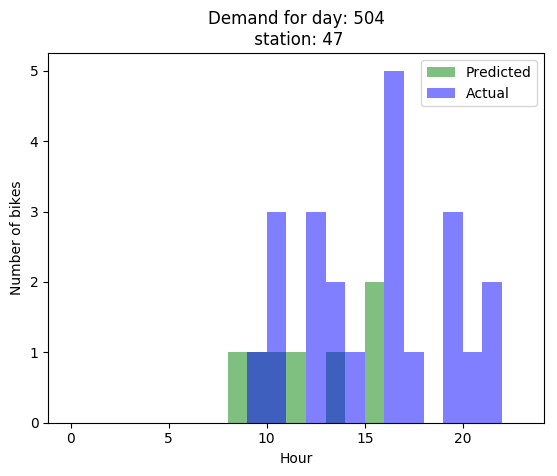 Demand for day: 504
station: 47
Predicted
Actual
5
4
3
2
1
0
Number of bikes
0 5 10 15 20
Hour